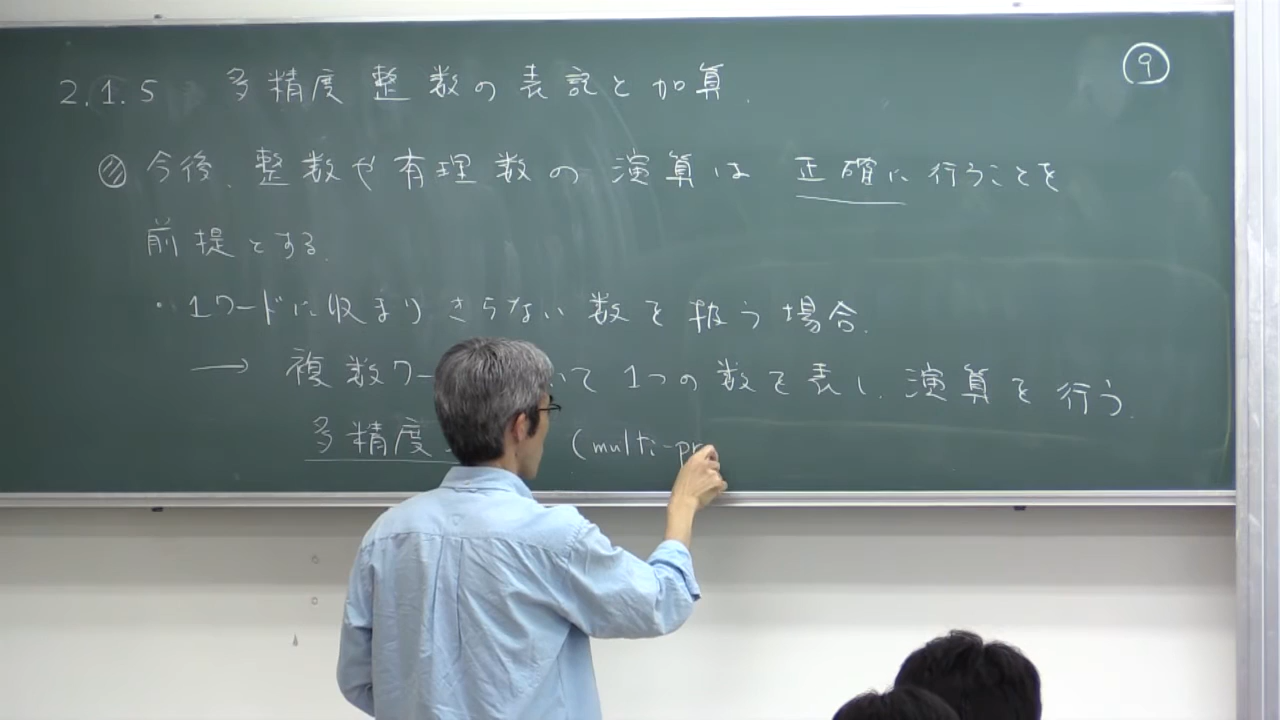 2.1.5 多精度整数の表記と加算.
⑨
◎ 今後、整数や有理数の演算は 正確に行うことを
前提とする.
・1ワードに収まりきらない数を扱う場合.
→ 複数ワー いて1つの数を表し、演算を行う.
多精度 (multi-pr